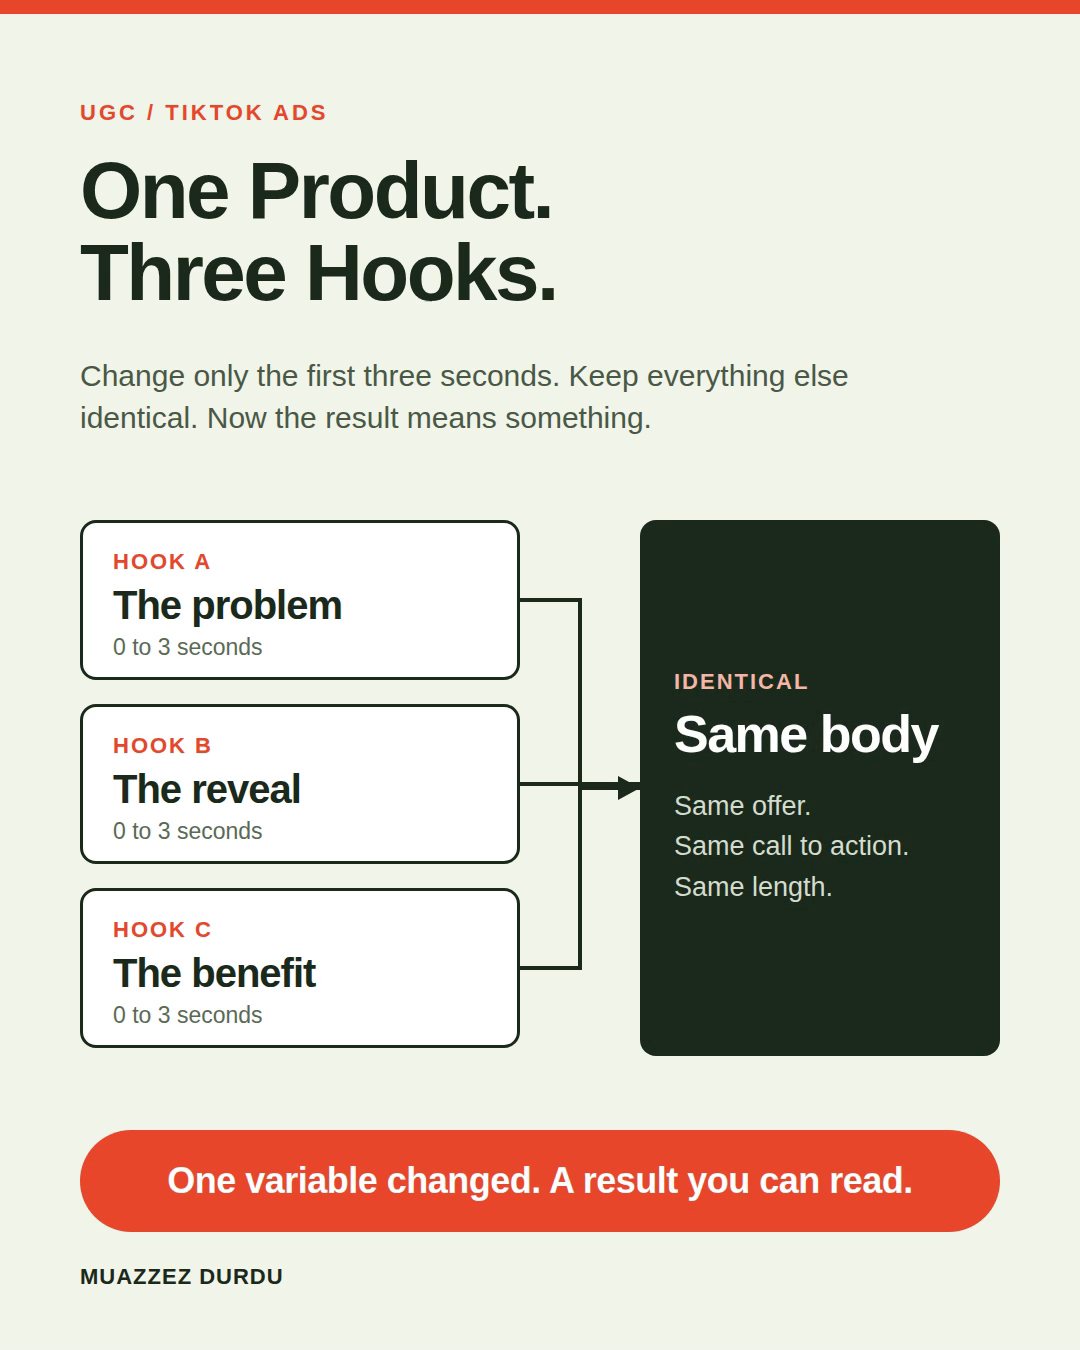 UGC / TIKTOK ADS
One Product.
Three Hooks.
Change only the first three seconds. Keep everything else
identical. Now the result means something.
HOOK A
The problem
0 to 3 seconds
HOOK B
The reveal
0 to 3 seconds
HOOK C
The benefit
0 to 3 seconds
IDENTICAL
Same body
Same offer.
Same call to action.
Same length.
One variable changed. A result you can read.
MUAZZEZ DURDU